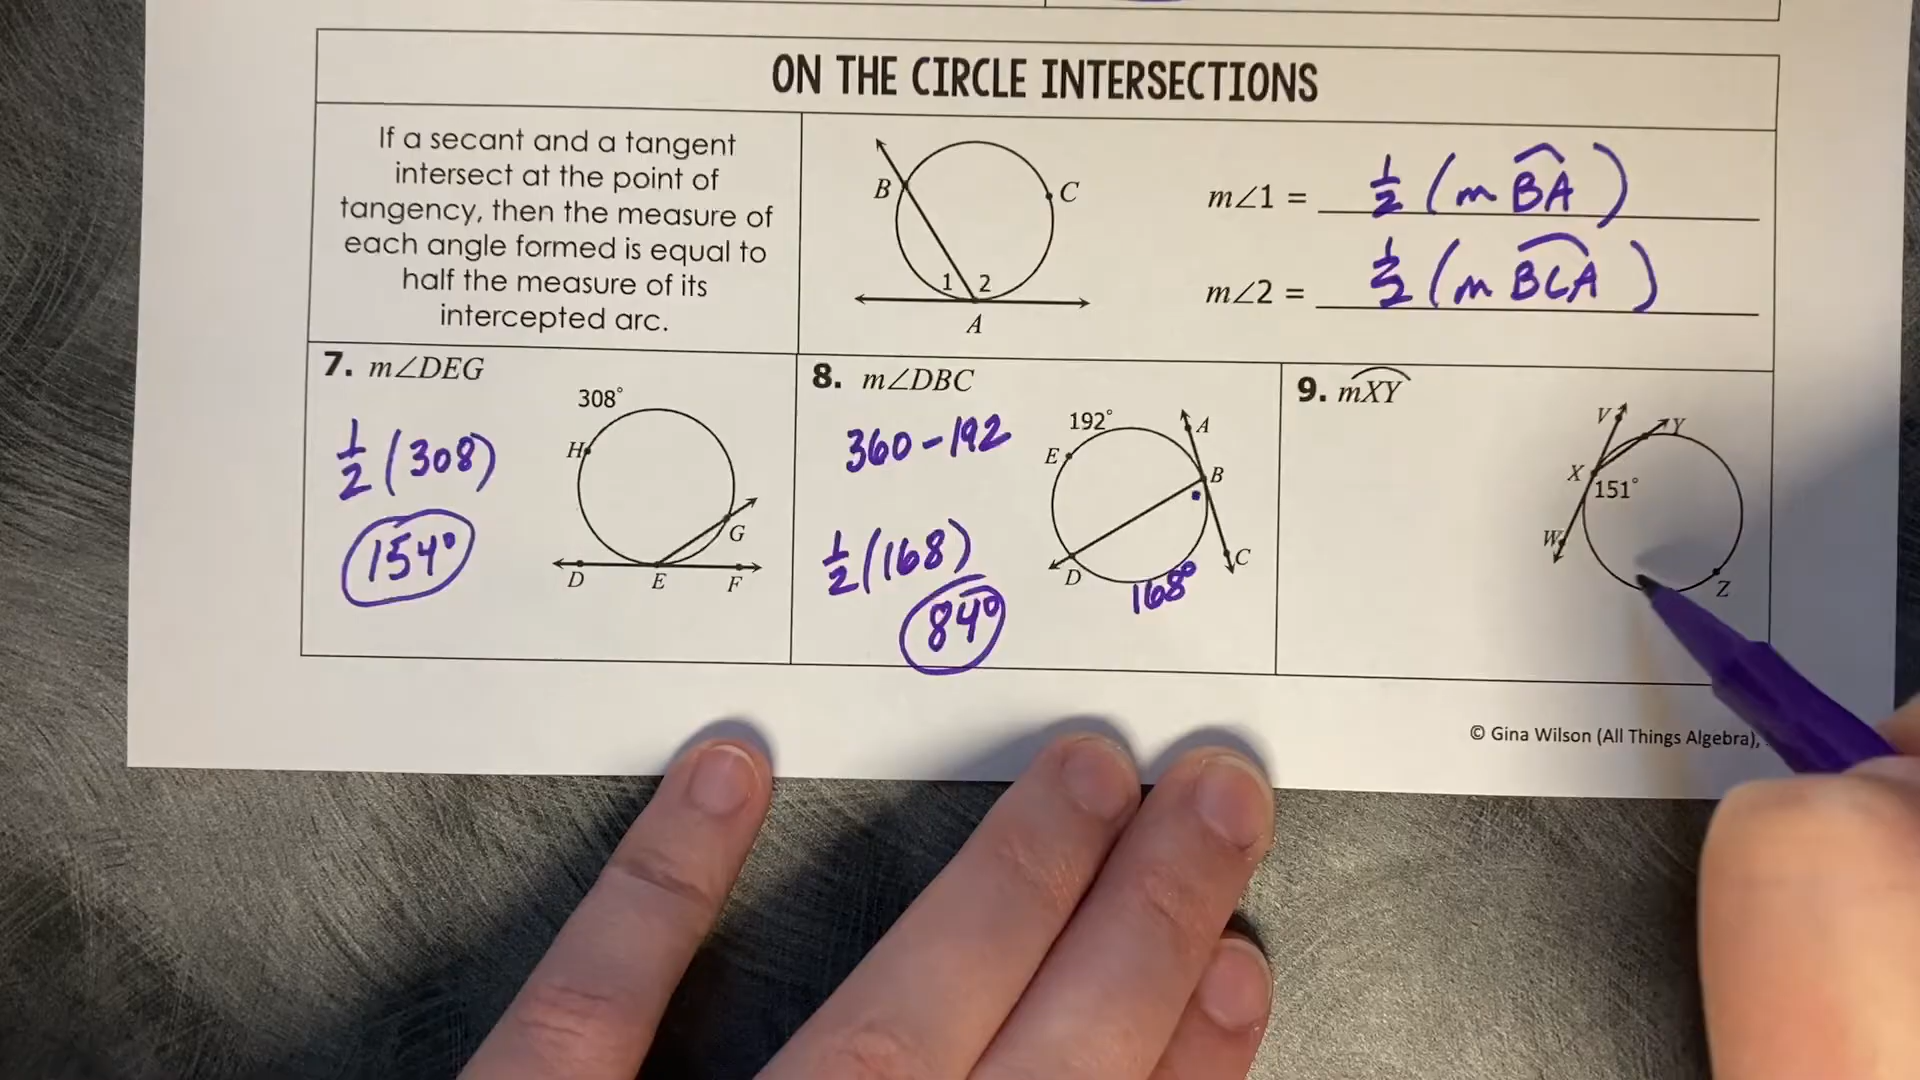 ON THE CIRCLE INTERSECTIONS
If a secant and a tangent
intersect at the point of
tangency, then the measure of
each angle formed is equal to
half the measure of its
intercepted arc.
B
C
1 2
A
m∠1 = ½ (m BA)
m∠2 = ½ (m BCA)
7. m∠DEG
½ (308)
154°
308°
H
G
D E F
8. m∠DBC
360-192
½ (168)
84°
192°
A
E
B
D
C
168°
9. mXY
V
Y
X
151°
W
Z
© Gina Wilson (All Things Algebra),